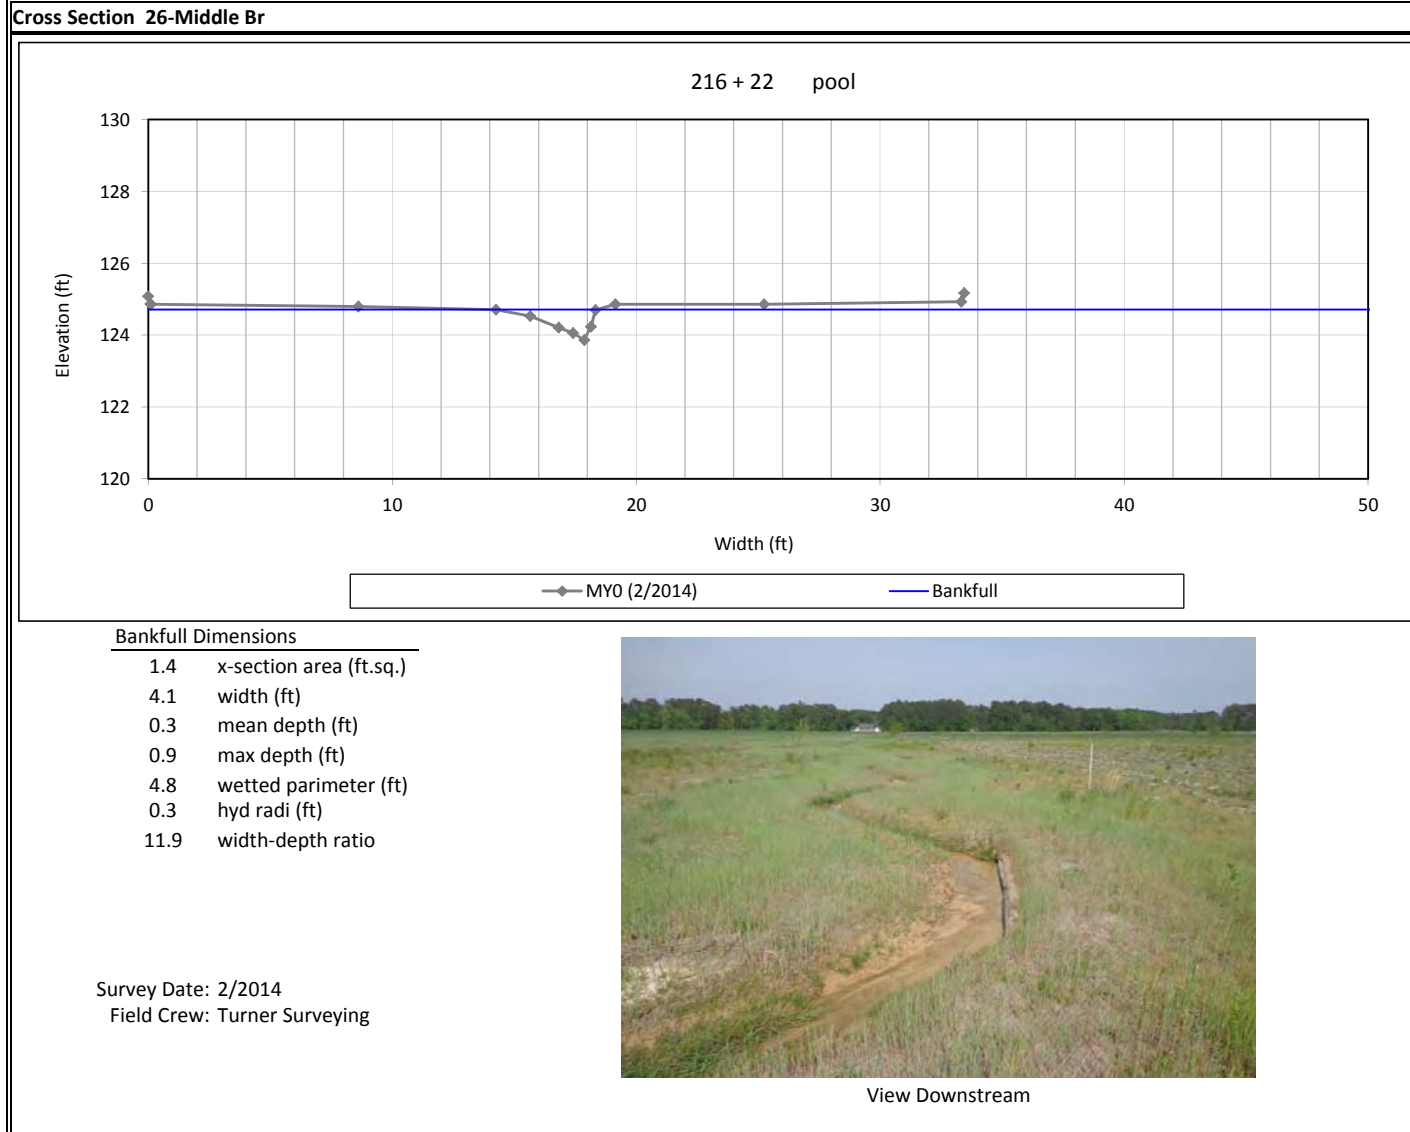 Cross Section 26-Middle Br
216 + 22 pool
130
128
126
124
122
120
Elevation (ft)
0 10 20 30 40 50
Width (ft)
MY0 (2/2014) Bankfull
Bankfull Dimensions
1.4 x-section area (ft.sq.)
4.1 width (ft)
0.3 mean depth (ft)
0.9 max depth (ft)
4.8 wetted parimeter (ft)
0.3 hyd radi (ft)
11.9 width-depth ratio
Survey Date: 2/2014
Field Crew: Turner Surveying
View Downstream